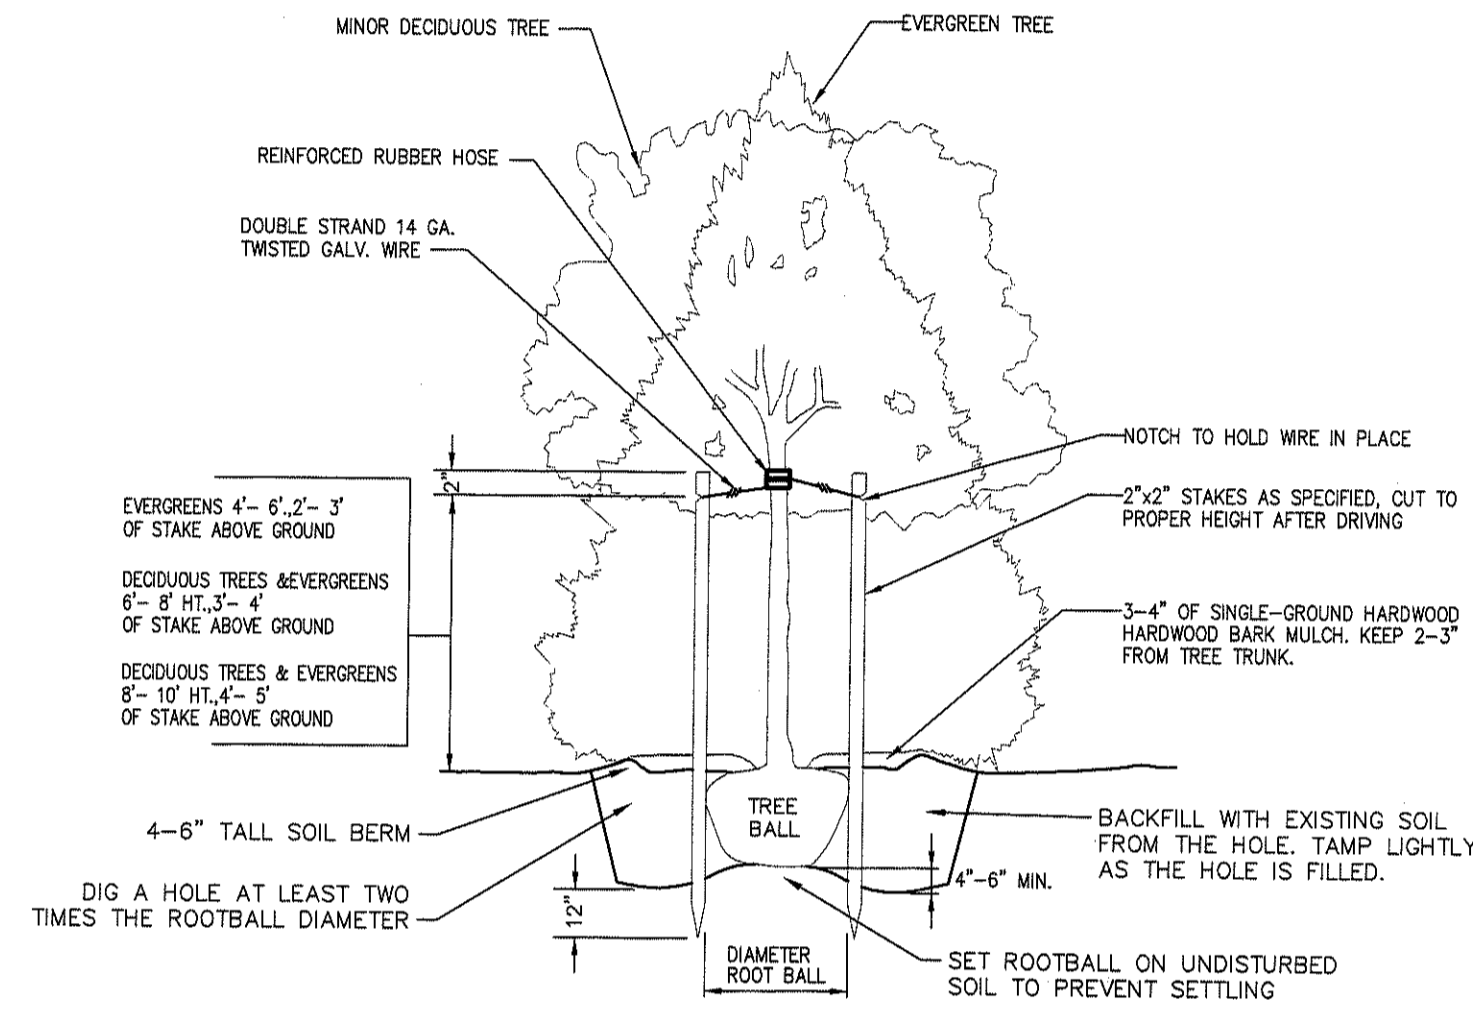 MINOR DECIDUOUS TREE
EVERGREEN TREE
REINFORCED RUBBER HOSE
DOUBLE STRAND 14 GA.
TWISTED GALV. WIRE
NOTCH TO HOLD WIRE IN PLACE
2"
EVERGREENS 4'- 6'.,2'- 3'
OF STAKE ABOVE GROUND
DECIDUOUS TREES &EVERGREENS
6'- 8' HT.,3'- 4'
OF STAKE ABOVE GROUND
DECIDUOUS TREES & EVERGREENS
8'- 10' HT.,4'- 5'
OF STAKE ABOVE GROUND
2"x2" STAKES AS SPECIFIED, CUT TO
PROPER HEIGHT AFTER DRIVING
3-4" OF SINGLE-GROUND HARDWOOD
HARDWOOD BARK MULCH. KEEP 2-3"
FROM TREE TRUNK.
TREE
BALL
4-6" TALL SOIL BERM
BACKFILL WITH EXISTING SOIL
FROM THE HOLE. TAMP LIGHTLY
AS THE HOLE IS FILLED.
DIG A HOLE AT LEAST TWO
TIMES THE ROOTBALL DIAMETER
4"-6" MIN.
12"
DIAMETER
ROOT BALL
SET ROOTBALL ON UNDISTURBED
SOIL TO PREVENT SETTLING